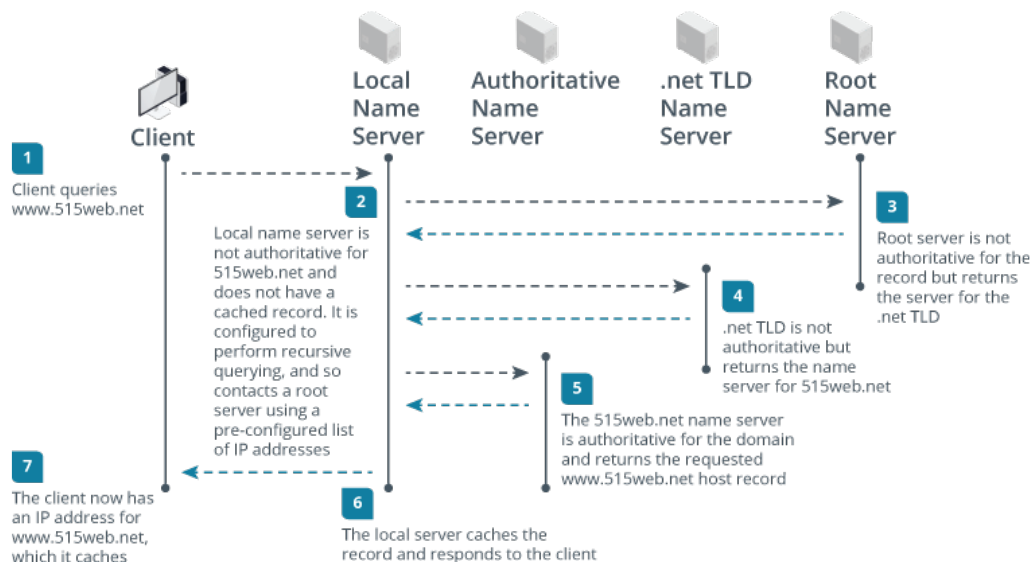 Client
Local
Name
Server
Authoritative
Name
Server
.net TLD
Name
Server
Root
Name
Server
1
Client queries
www.515web.net
2
Local name server is
not authoritative for
515web.net and
does not have a
cached record. It is
configured to
perform recursive
querying, and so
contacts a root
server using a
pre-configured list
of IP addresses
3
Root server is not
authoritative for the
record but returns
the server for the
.net TLD
4
.net TLD is not
authoritative but
returns the name
server for 515web.net
5
The 515web.net name server
is authoritative for the domain
and returns the requested
www.515web.net host record
6
The local server caches the
record and responds to the client
7
The client now has
an IP address for
www.515web.net,
which it caches